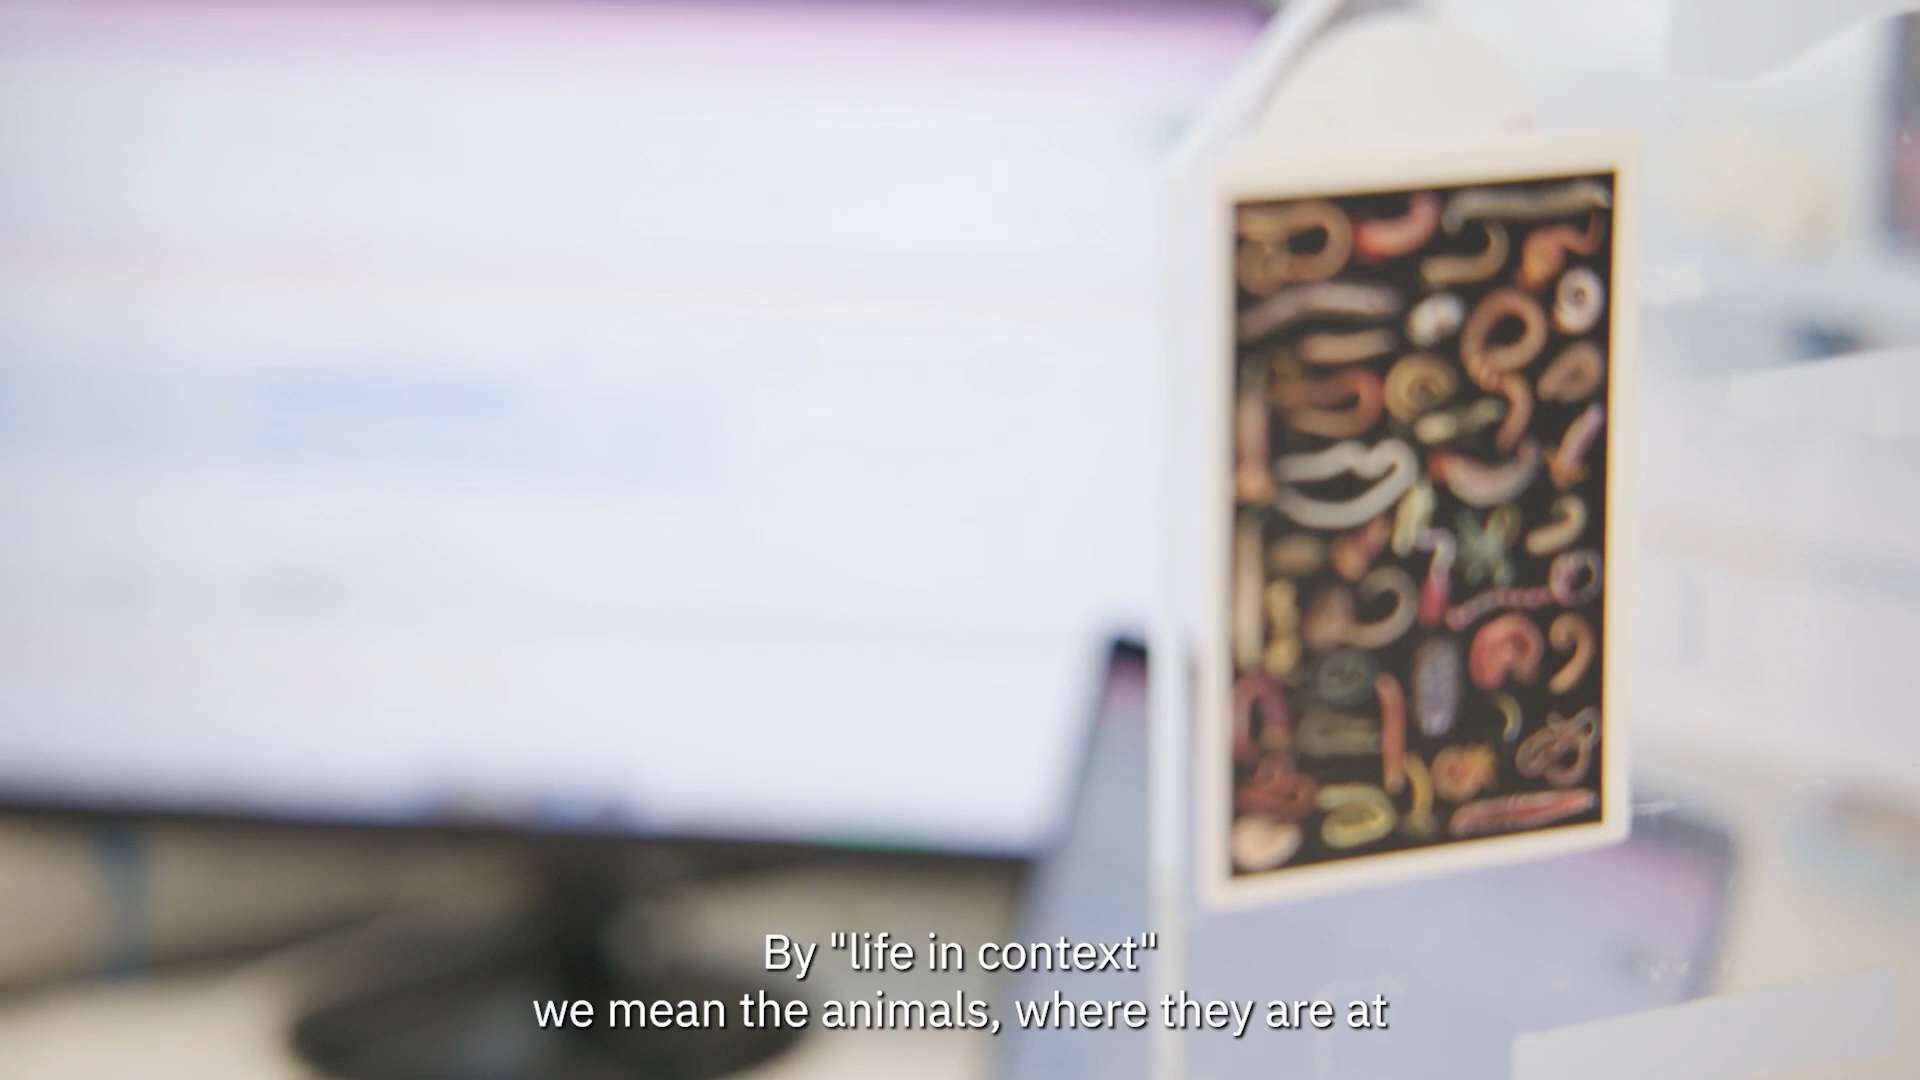 By "life in context"
we mean the animals, where they are at